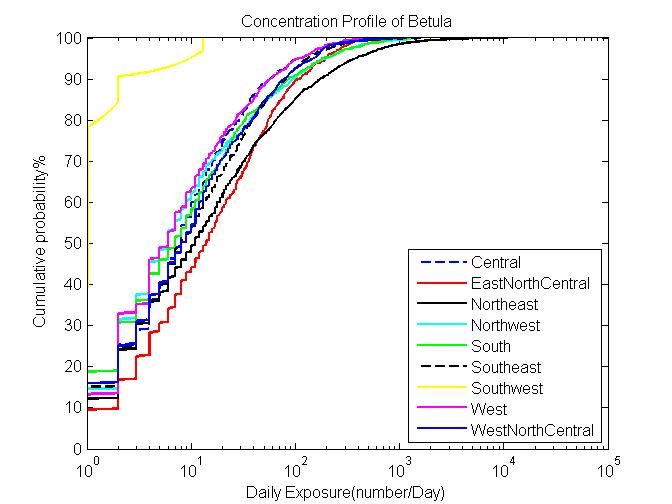 Concentration Profile of Betula
Cumulative probability%
100
90
80
70
60
50
40
30
20
10
0
10^0
10^1
10^2
10^3
10^4
10^5
Daily Exposure(number/Day)
Central
EastNorthCentral
Northeast
Northwest
South
Southeast
Southwest
West
WestNorthCentral